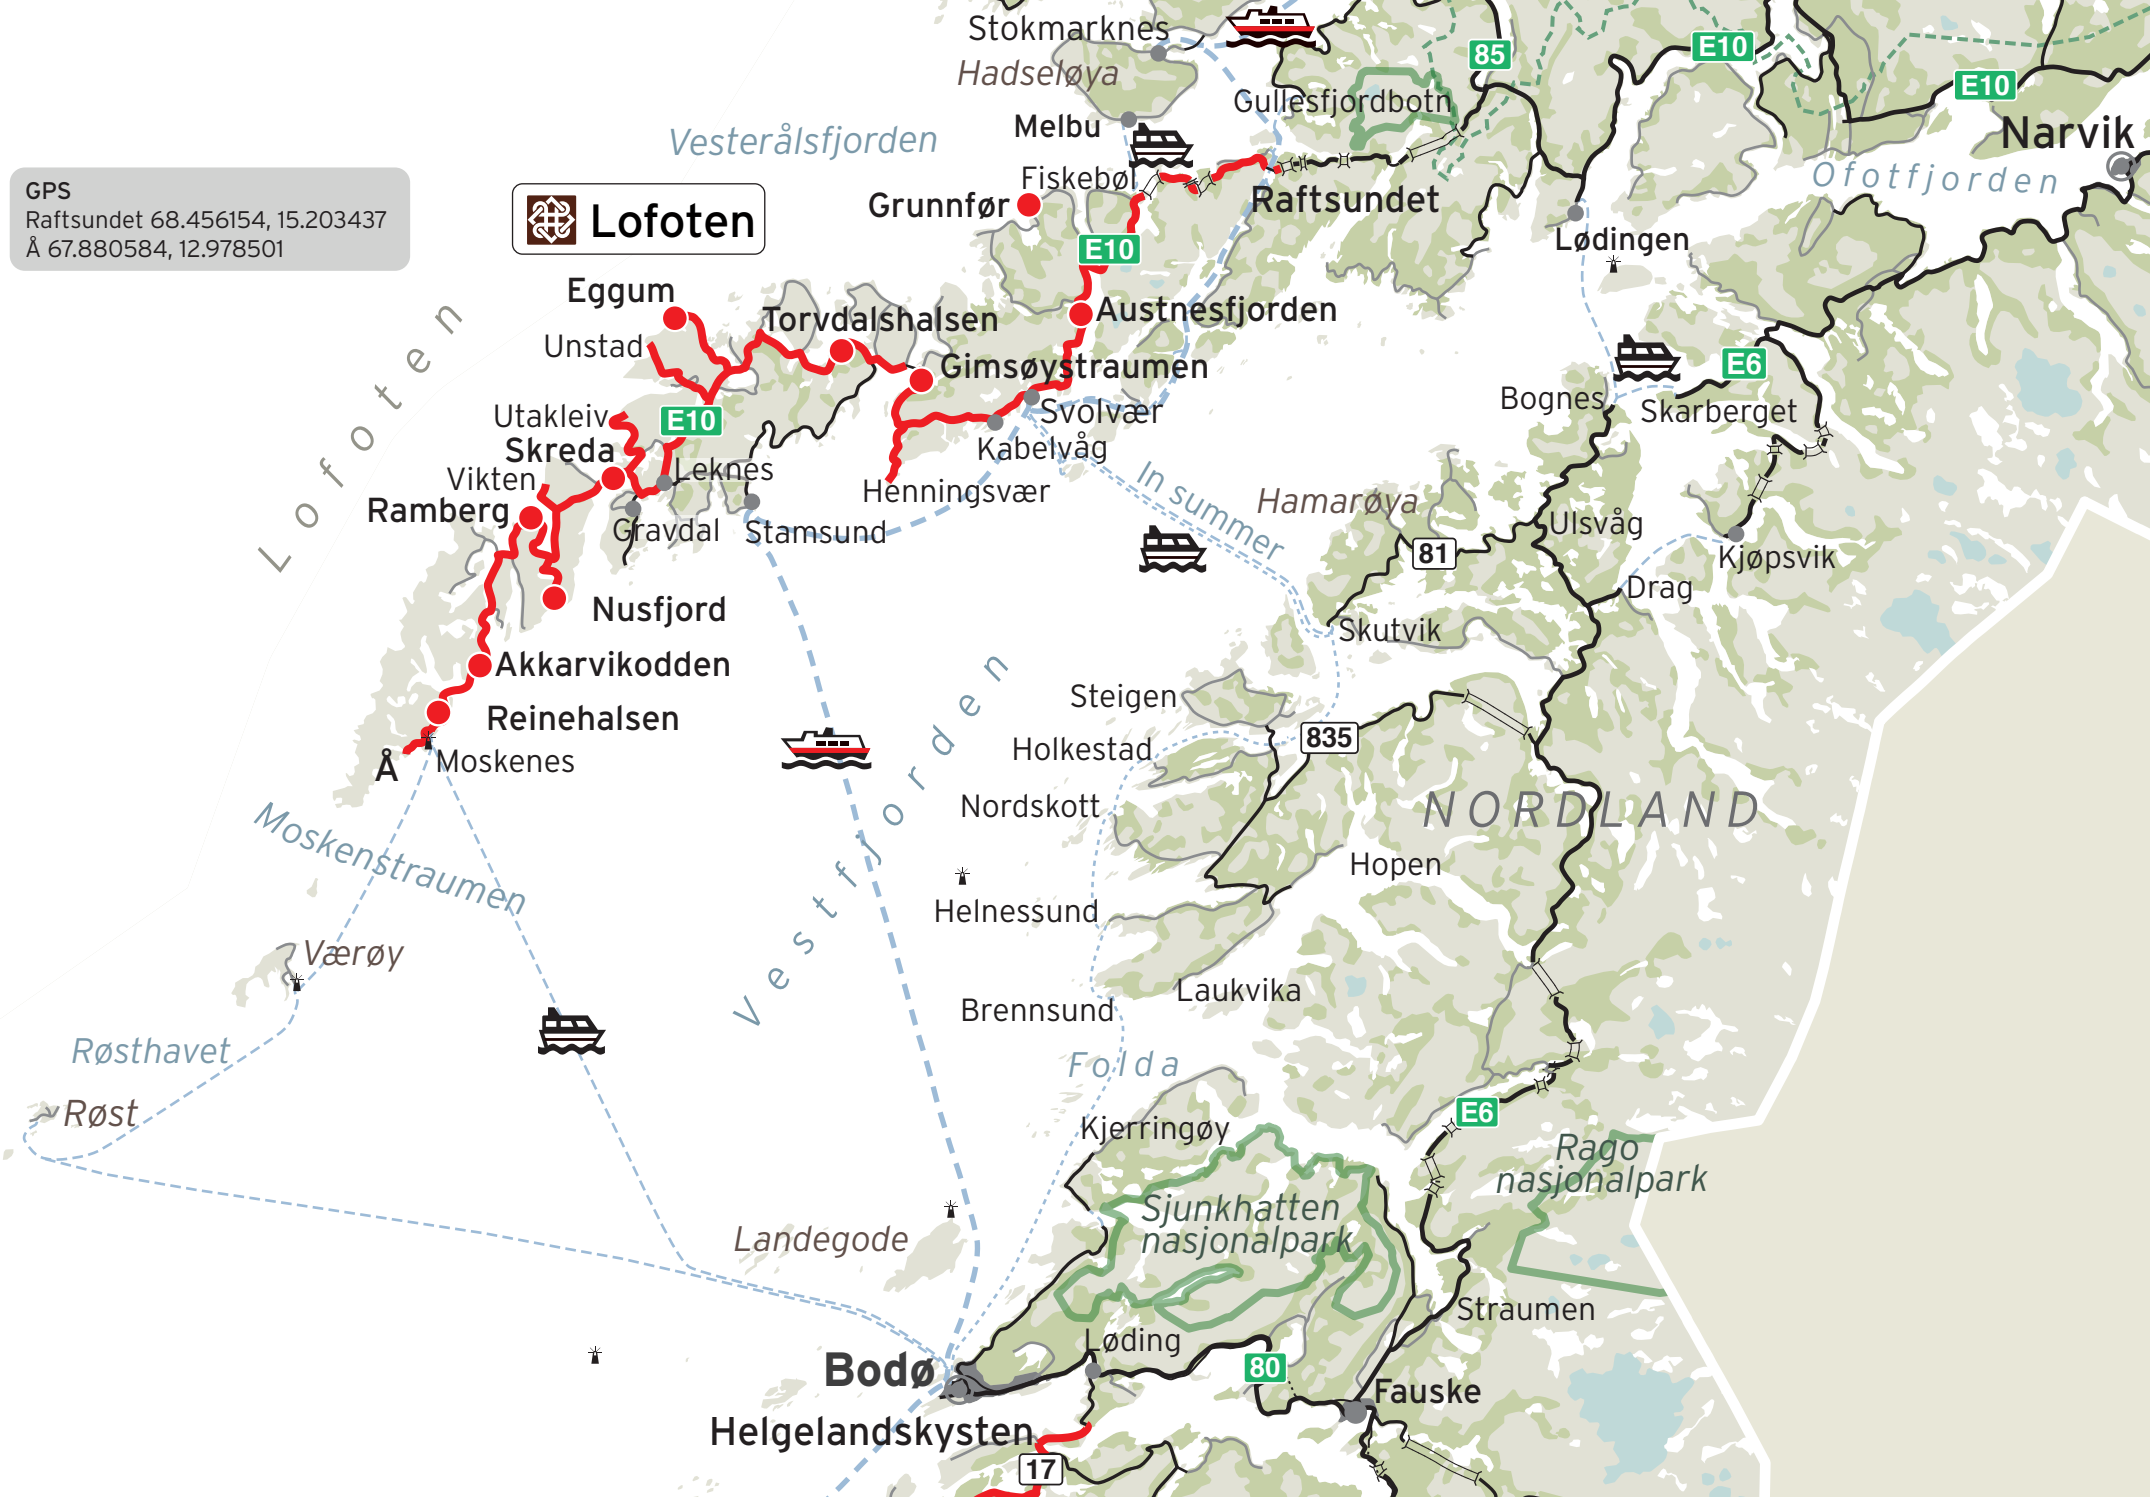 Stokmarknes
Hadseløya
85
E10
E10
Gullesfjordbotn
Melbu
Vesterålsfjorden
Narvik
Ofotfjorden
GPS
Raftsundet 68.456154, 15.203437
Å 67.880584, 12.978501
Lofoten
Fiskebøl
Grunnfør
Raftsundet
Lødingen
E10
Eggum
Torvdalshalsen
Austnesfjorden
Unstad
Gimsøystraumen
E6
Lofoten
Bognes
Skarberget
Utakleiv
E10
Svolvær
Skreda
Kabelvåg
Leknes
Vikten
Henningsvær
In summer
Hamarøya
Ramberg
Gravdal
Stamsund
Ulsvåg
81
Kjøpsvik
Drag
Nusfjord
Skutvik
Akkarvikodden
Steigen
Reinehalsen
835
Holkestad
Å
Moskenes
Vestfjorden
Nordskott
NORDLAND
Moskenstraumen
Hopen
Helnessund
Værøy
Laukvika
Brennsund
Røsthavet
Folda
Røst
E6
Kjerringøy
Rago
nasjonalpark
Sjunkhatten
nasjonalpark
Landegode
Straumen
Løding
Bodø
80
Fauske
Helgelandskysten
17